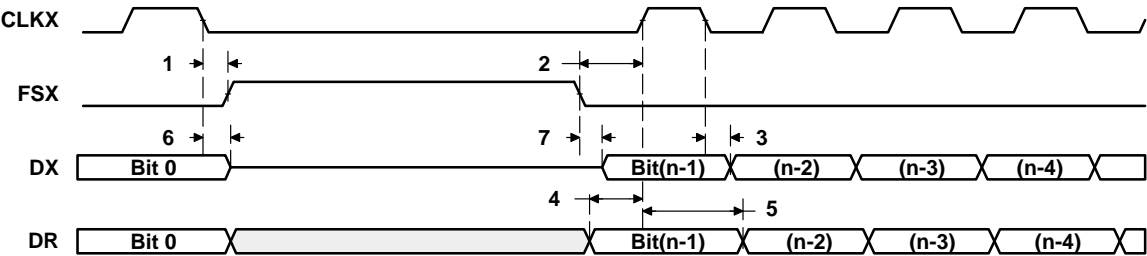 CLKX
1 2
FSX
6 7 3
DX Bit 0 Bit(n-1) (n-2) (n-3) (n-4)
4 5
DR Bit 0 Bit(n-1) (n-2) (n-3) (n-4)